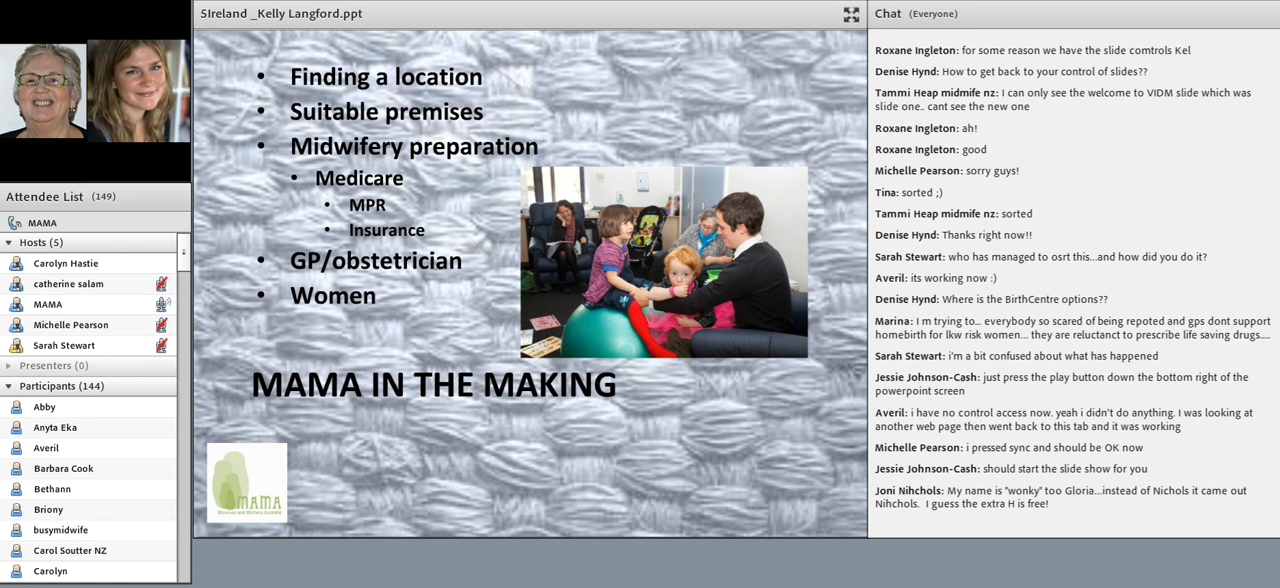 5Ireland _Kelly Langford.ppt
Attendee List (149)
MAMA
Hosts (5)
Carolyn Hastie
catherine salam
MAMA
Michelle Pearson
Sarah Stewart
Presenters (0)
Participants (144)
Abby
Anyta Eka
Averil
Barbara Cook
Bethann
Briony
busymidwife
Carol Soutter NZ
Carolyn
• Finding a location
• Suitable premises
• Midwifery preparation
• Medicare
• MPR
• Insurance
• GP/obstetrician
• Women
MAMA IN THE MAKING
MAMA
Midwives and Mothers Australia
Chat (Everyone)
Roxane Ingleton: for some reason we have the slide comtrols Kel
Denise Hynd: How to get back to your control of slides??
Tammi Heap midmife nz: I can only see the welcome to VIDM slide which was
slide one.. cant see the new one
Roxane Ingleton: ah!
Roxane Ingleton: good
Michelle Pearson: sorry guys!
Tina: sorted ;)
Tammi Heap midmife nz: sorted
Denise Hynd: Thanks right now!!
Sarah Stewart: who has managed to osrt this...and how did you do it?
Averil: its working now :)
Denise Hynd: Where is the BirthCentre options??
Marina: I m trying to... everybody so scared of being repoted and gps dont support
homebirth for lkw risk women... they are reluctant to prescribe life saving drugs.....
Sarah Stewart: i'm a bit confused about what has happened
Jessie Johnson-Cash: just press the play button down the bottom right of the
powerpoint screen
Averil: i have no control access now. yeah i didn't do anything. I was looking at
another web page then went back to this tab and it was working
Michelle Pearson: i pressed sync and should be OK now
Jessie Johnson-Cash: should start the slide show for you
Joni Nihchols: My name is "wonky" too Gloria...instead of Nichols it came out
Nihchols. I guess the extra H is free!